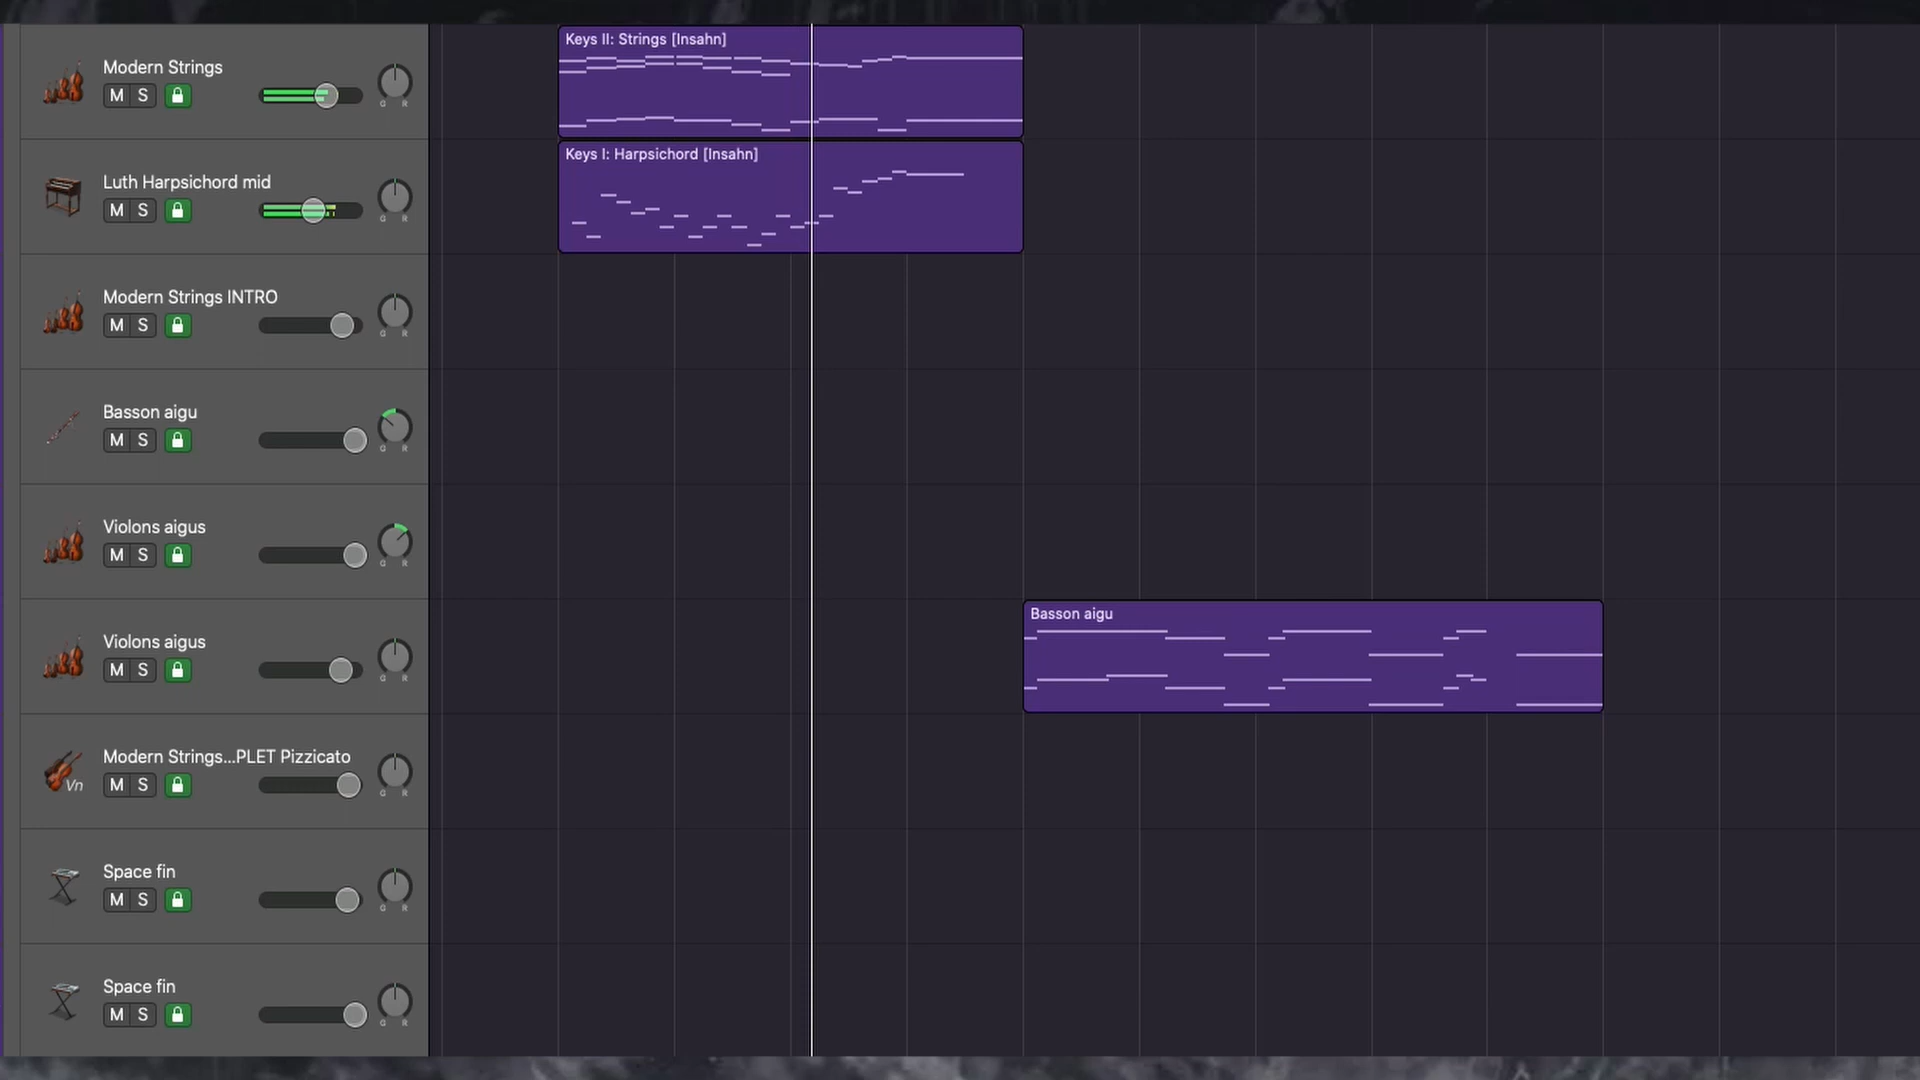 Modern Strings
M S
G R
Keys II: Strings [Insahn]
Luth Harpsichord mid
M S
G R
Keys I: Harpsichord [Insahn]
Modern Strings INTRO
M S
G R
Basson aigu
M S
G R
Violons aigus
M S
G R
Violons aigus
M S
G R
Basson aigu
Modern Strings...PLET Pizzicato
Vn
M S
G R
Space fin
M S
G R
Space fin
M S
G R